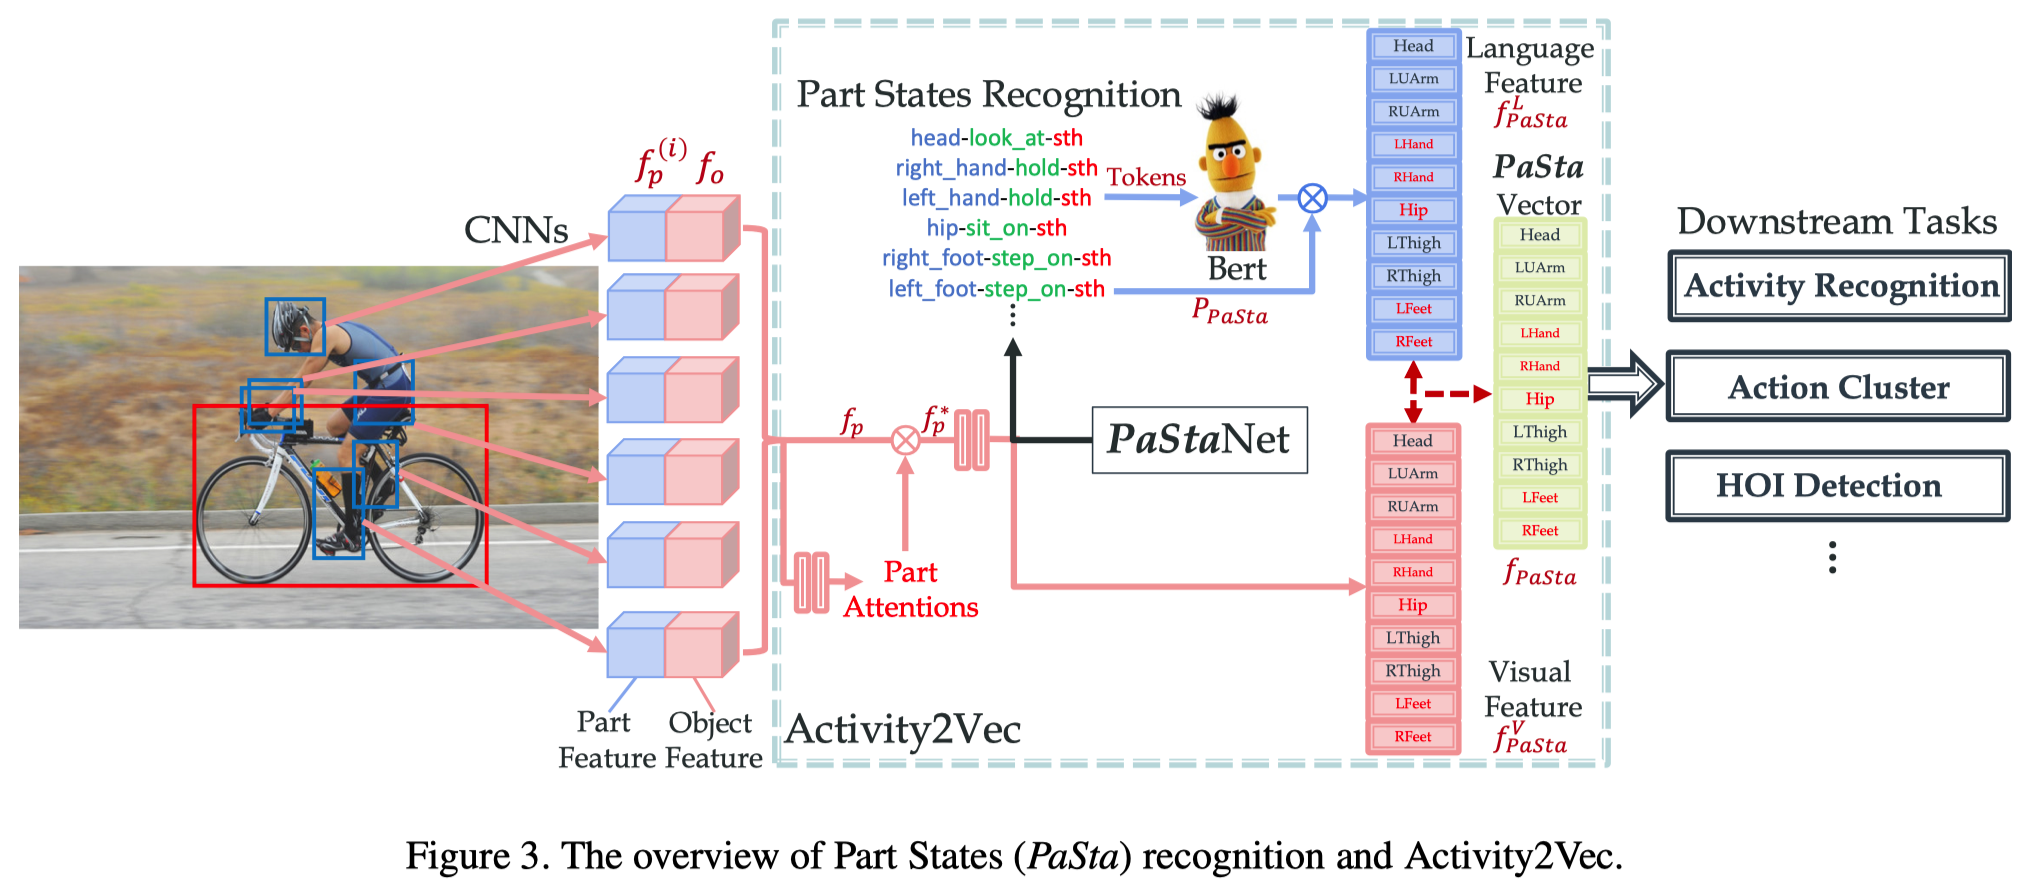 CNNs
f_p^{(i)} f_o
Part
Feature
Object
Feature
Activity2Vec
Part States Recognition
head-look_at-sth
right_hand-hold-sth
left_hand-hold-sth
hip-sit_on-sth
right_foot-step_on-sth
left_foot-step_on-sth
⋮
Tokens
Bert
P_{PaSta}
f_p
f_p^*
Part
Attentions
PaStaNet
Head
LUArm
RUArm
LHand
RHand
Hip
LThigh
RThigh
LFeet
RFeet
Language
Feature
f_{PaSta}^L
Head
LUArm
RUArm
LHand
RHand
Hip
LThigh
RThigh
LFeet
RFeet
Visual
Feature
f_{PaSta}^V
PaSta
Vector
Head
LUArm
RUArm
LHand
RHand
Hip
LThigh
RThigh
LFeet
RFeet
f_{PaSta}
Downstream Tasks
Activity Recognition
Action Cluster
HOI Detection
⋮
Figure 3. The overview of Part States (PaSta) recognition and Activity2Vec.